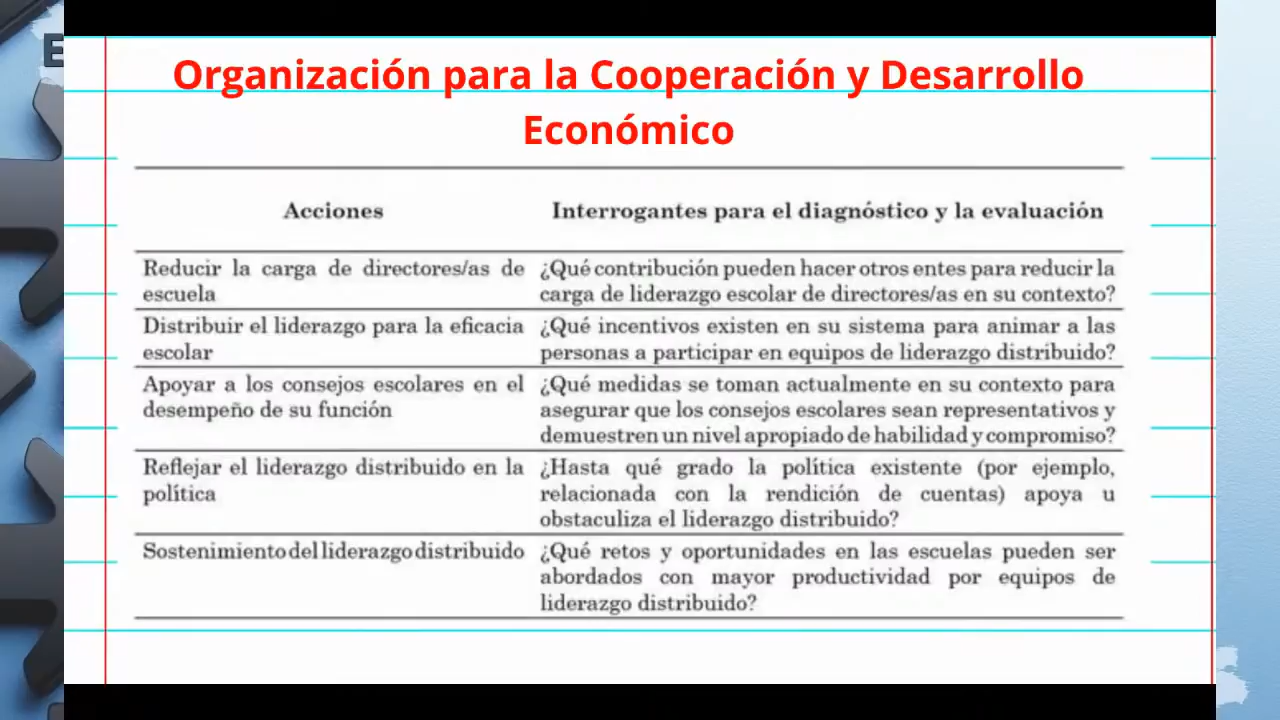 E
Organización para la Cooperación y Desarrollo
Económico
Acciones
Interrogantes para el diagnóstico y la evaluación
Reducir la carga de directores/as de
escuela
¿Qué contribución pueden hacer otros entes para reducir la
carga de liderazgo escolar de directores/as en su contexto?
Distribuir el liderazgo para la eficacia
escolar
¿Qué incentivos existen en su sistema para animar a las
personas a participar en equipos de liderazgo distribuido?
Apoyar a los consejos escolares en el
desempeño de su función
¿Qué medidas se toman actualmente en su contexto para
asegurar que los consejos escolares sean representativos y
demuestren un nivel apropiado de habilidad y compromiso?
Reflejar el liderazgo distribuido en la
política
¿Hasta qué grado la política existente (por ejemplo,
relacionada con la rendición de cuentas) apoya u
obstaculiza el liderazgo distribuido?
Sostenimiento del liderazgo distribuido
¿Qué retos y oportunidades en las escuelas pueden ser
abordados con mayor productividad por equipos de
liderazgo distribuido?